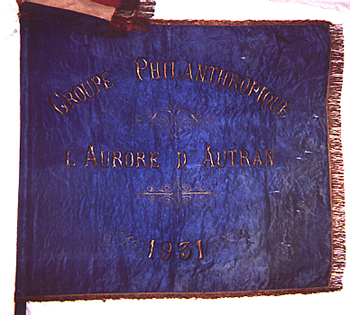 GROUPE PHILANTHROPIQUE
L'AURORE D'AUTRAN
1931